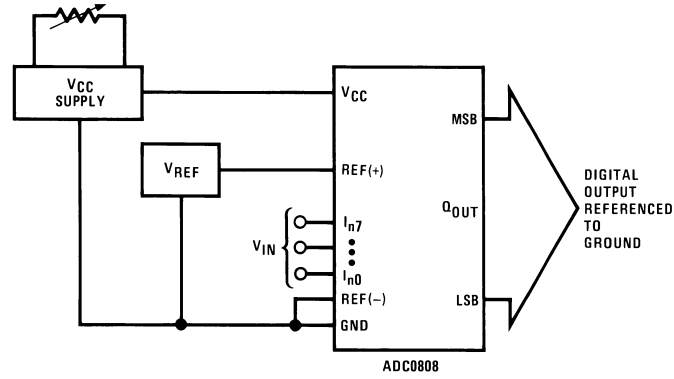 VCC
SUPPLY
VCC
MSB
VREF
REF(+)
DIGITAL
OUTPUT
REFERENCED
TO
GROUND
QOUT
In7
VIN
In0
REF(−)
LSB
GND
ADC0808